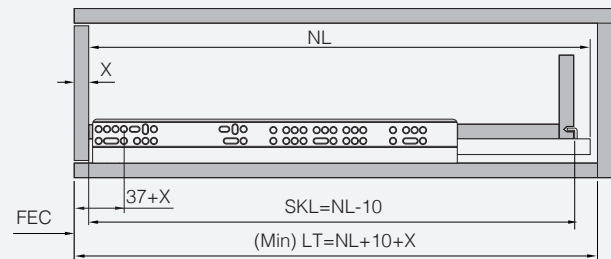 NL
X
37+X
SKL=NL-10
FEC
(Min) LT=NL+10+X